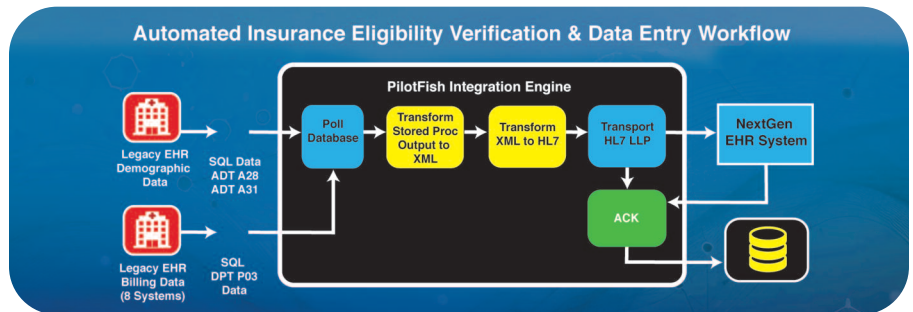 Automated Insurance Eligibility Verification & Data Entry Workflow
PilotFish Integration Engine
Legacy EHR
Demographic
Data
SQL Data
ADT A28
ADT A31
Poll
Database
Transform
Stored Proc
Output to
XML
Transform
XML to HL7
Transport
HL7 LLP
NextGen
EHR System
ACK
Legacy EHR
Billing Data
(8 Systems)
SQL
DPT P03
Data